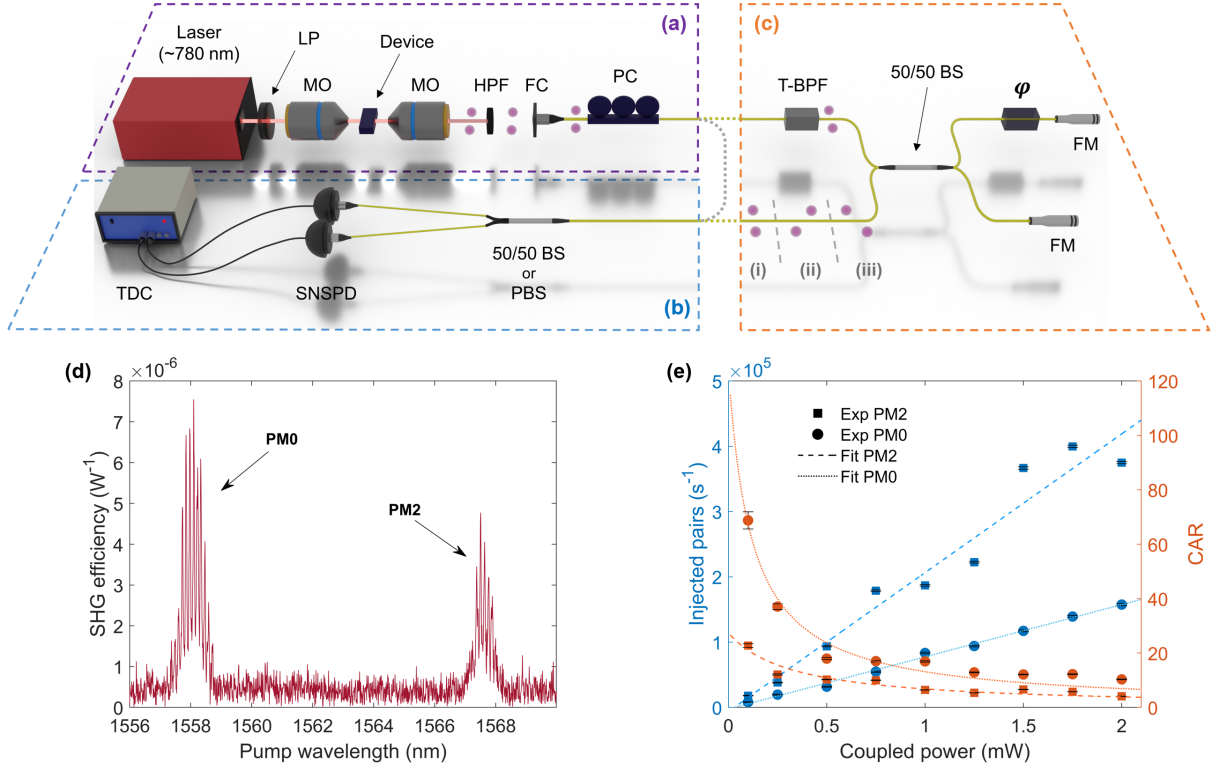 (a)
Laser
(~780 nm)
LP
MO
Device
MO
HPF
FC
PC
(c)
T-BPF
50/50 BS
φ
FM
FM
(i)
(ii)
(iii)
TDC
SNSPD
50/50 BS
or
PBS
(b)
(d)
×10⁻⁶
8
7
6
5
4
3
2
1
0
SHG efficiency (W⁻¹)
PM0
PM2
1556 1558 1560 1562 1564 1566 1568
Pump wavelength (nm)
(e)
×10⁵
5
4
3
2
1
0
Injected pairs (s⁻¹)
Exp PM2
Exp PM0
Fit PM2
Fit PM0
120
100
80
60
40
20
0
CAR
0 0.5 1.0 1.5 2
Coupled power (mW)